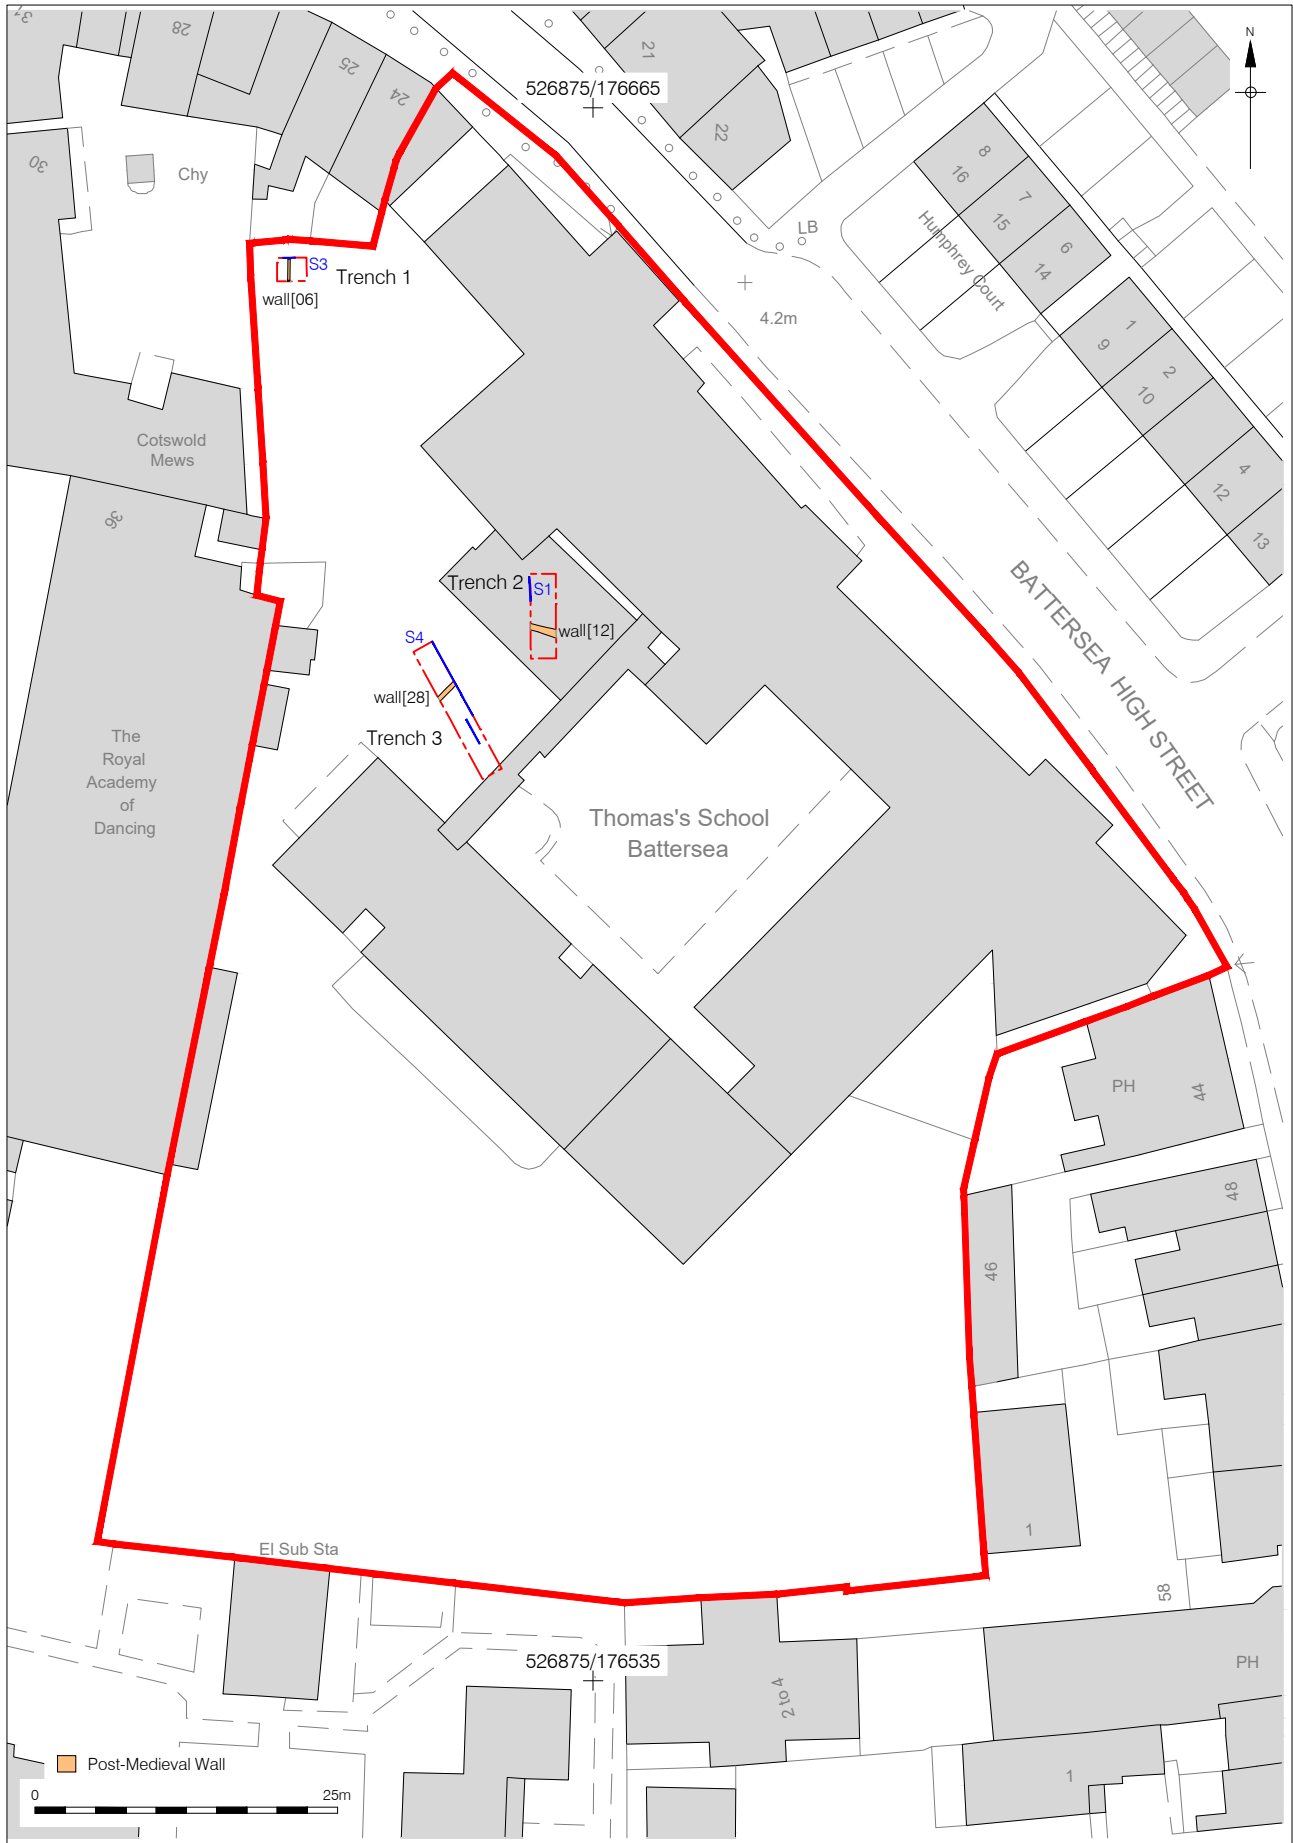 31
28
25
24
30
Chy
526875/176665
21
22
N
LB
4.2m
8
16
7
15
6
14
Humphrey Court
1
9
2
10
4
12
13
S3
Trench 1
wall[06]
Cotswold
Mews
36
Trench 2
S1
wall[12]
S4
wall[28]
Trench 3
BATTERSEA HIGH STREET
The
Royal
Academy
of
Dancing
Thomas's School
Battersea
PH
44
48
46
1
58
El Sub Sta
526875/176535
2 to 4
PH
1
Post-Medieval Wall
0
25m